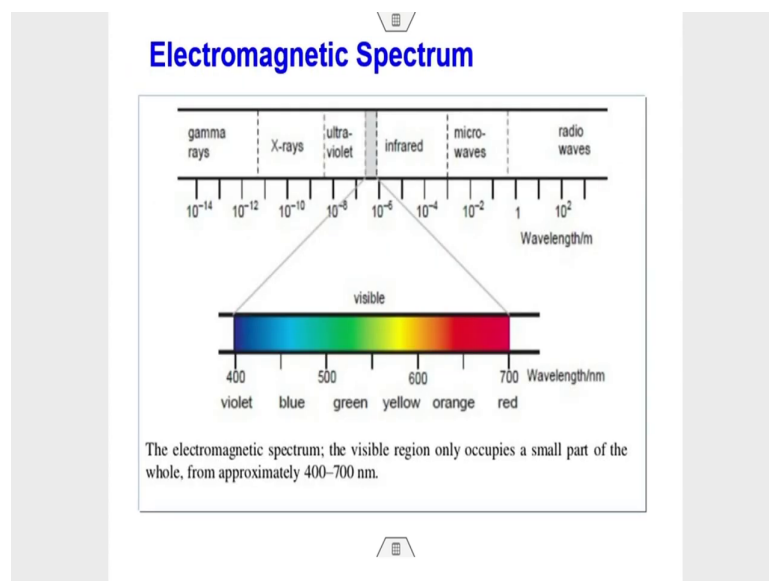 Electromagnetic Spectrum
gamma
rays
X-rays
ultra-
violet
infrared
micro-
waves
radio
waves
10⁻¹⁴ 10⁻¹² 10⁻¹⁰ 10⁻⁸ 10⁻⁶ 10⁻⁴ 10⁻² 1 10²
Wavelength/m
visible
400 500 600 700 Wavelength/nm
violet blue green yellow orange red
The electromagnetic spectrum; the visible region only occupies a small part of the
whole, from approximately 400–700 nm.